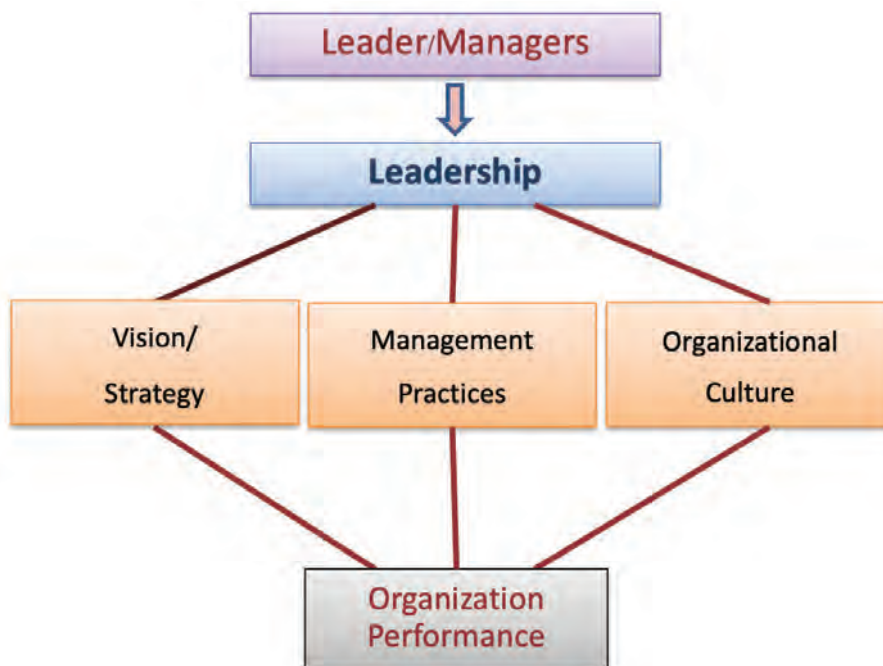 Leader/Managers
Leadership
Vision/
Strategy
Management
Practices
Organizational
Culture
Organization
Performance